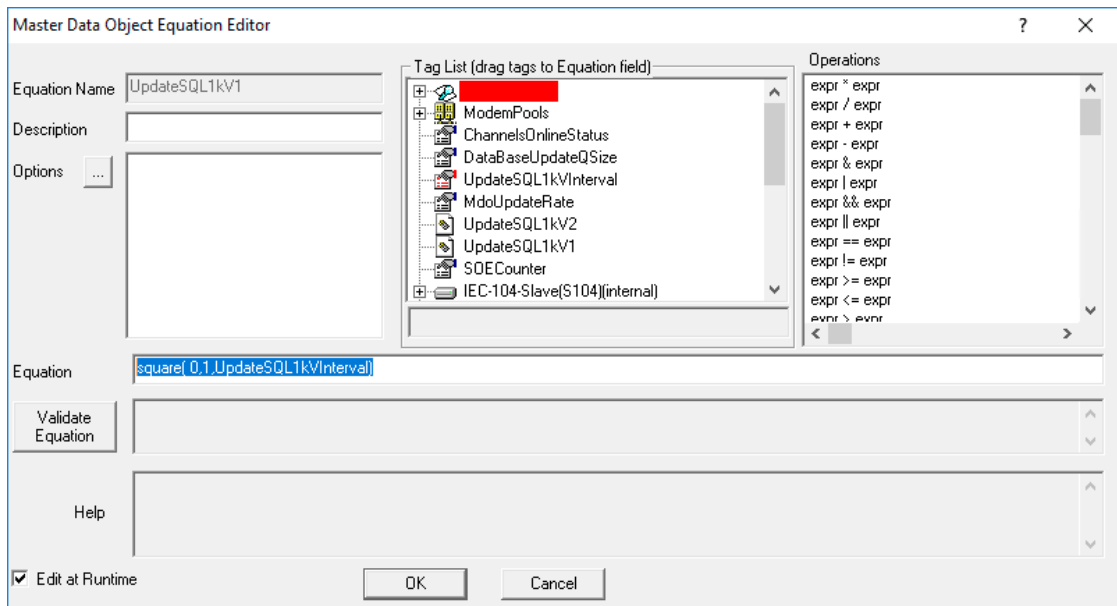 Master Data Object Equation Editor
?
Equation Name
UpdateSQL1kV1
Description
Options
...
Tag List (drag tags to Equation field)
ModemPools
ChannelsOnlineStatus
DataBaseUpdateQSize
UpdateSQL1kVInterval
MdoUpdateRate
UpdateSQL1kV2
UpdateSQL1kV1
SOECounter
IEC-104-Slave(S104)(internal)
Operations
expr * expr
expr / expr
expr + expr
expr - expr
expr & expr
expr | expr
expr && expr
expr || expr
expr == expr
expr != expr
expr >= expr
expr <= expr
expr > expr
Equation
square( 0,1,UpdateSQL1kVInterval)
Validate
Equation
Help
Edit at Runtime
OK
Cancel